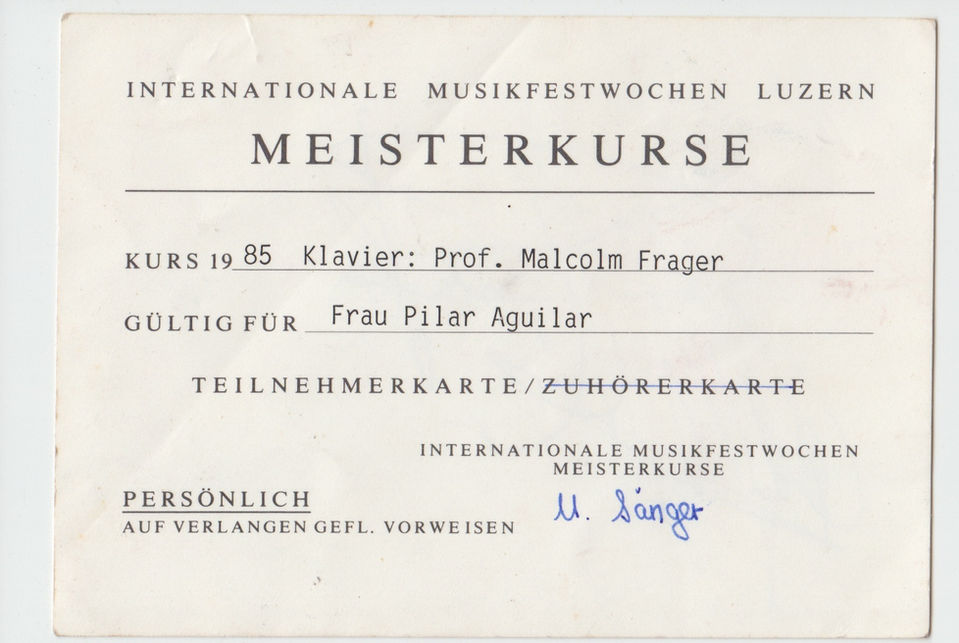 INTERNATIONALE MUSIKFESTWOCHEN LUZERN
MEISTERKURSE
KURS 1985 Klavier: Prof. Malcolm Frager
GÜLTIG FÜR Frau Pilar Aguilar
TEILNEHMERKARTE/ZUHÖRERKARTE
INTERNATIONALE MUSIKFESTWOCHEN
MEISTERKURSE
U. Sänger
PERSÖNLICH
AUF VERLANGEN GEFL. VORWEISEN